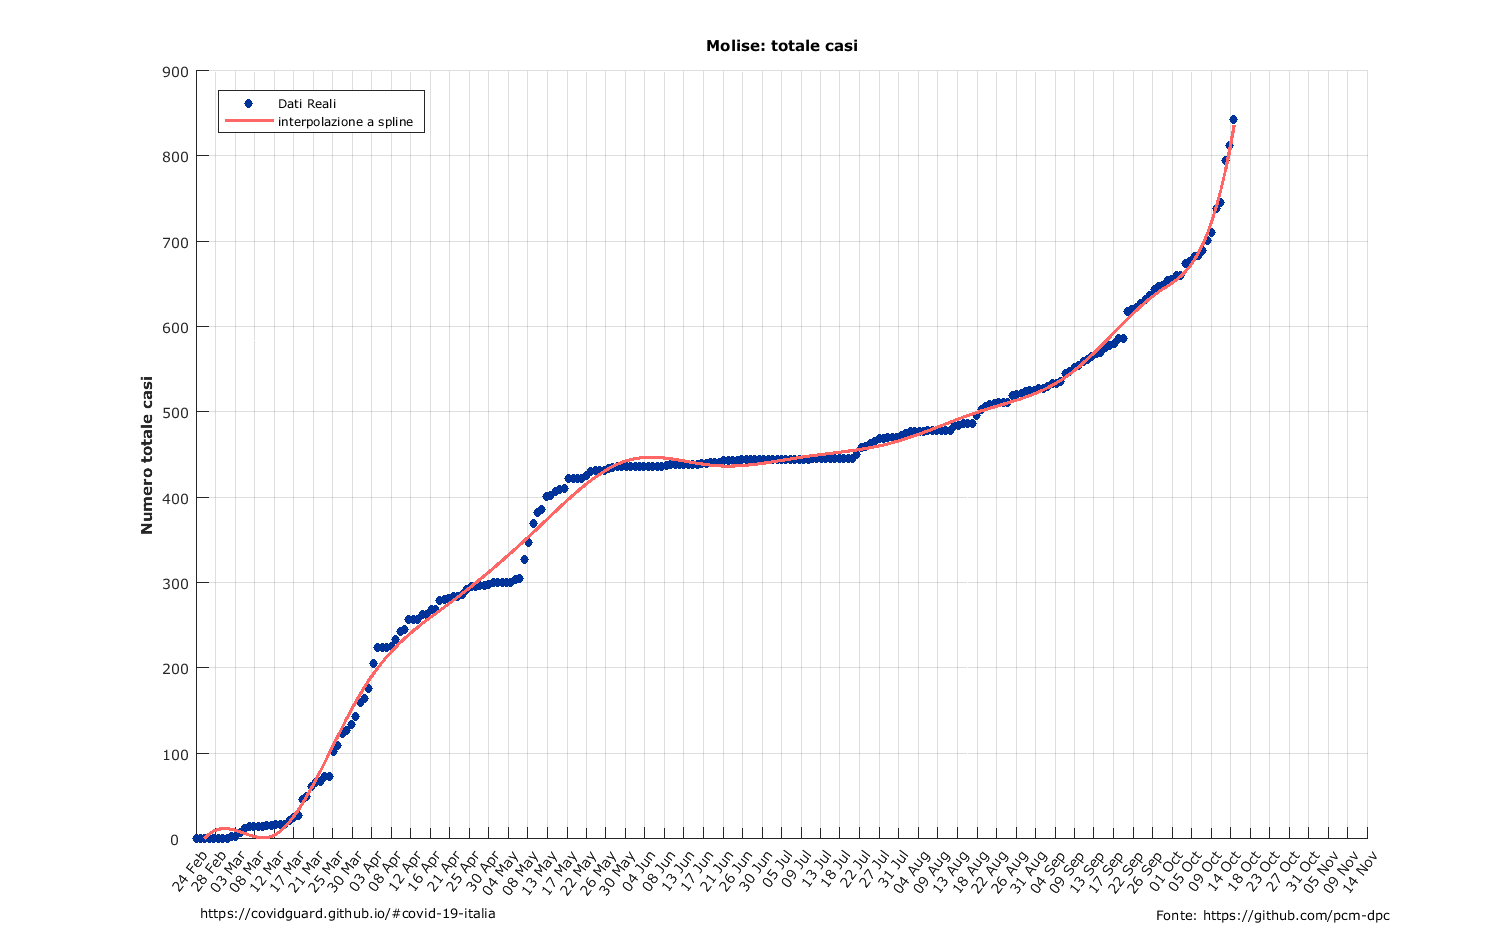 Molise: totale casi
900
800
700
600
500
400
300
200
100
0
Numero totale casi
Dati Reali
interpolazione a spline
24 Feb
28 Feb
03 Mar
08 Mar
12 Mar
17 Mar
21 Mar
25 Mar
30 Mar
03 Apr
08 Apr
12 Apr
16 Apr
21 Apr
25 Apr
30 Apr
04 May
08 May
13 May
17 May
22 May
26 May
30 May
04 Jun
08 Jun
13 Jun
17 Jun
21 Jun
26 Jun
30 Jun
05 Jul
09 Jul
13 Jul
18 Jul
22 Jul
27 Jul
31 Jul
04 Aug
09 Aug
13 Aug
18 Aug
22 Aug
26 Aug
31 Aug
04 Sep
09 Sep
13 Sep
17 Sep
22 Sep
26 Sep
01 Oct
05 Oct
09 Oct
14 Oct
18 Oct
23 Oct
27 Oct
31 Oct
05 Nov
09 Nov
14 Nov
https://covidguard.github.io/#covid-19-italia
Fonte: https://github.com/pcm-dpc